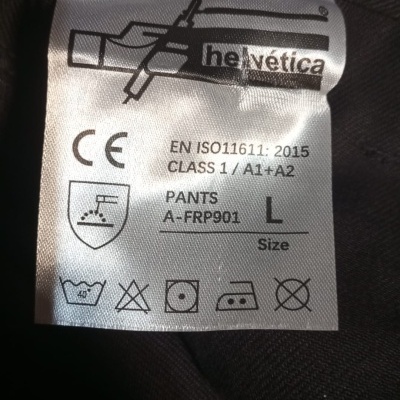 helvética
CE
EN ISO11611: 2015
CLASS 1 / A1+A2
PANTS
A-FRP901
L
Size
40°